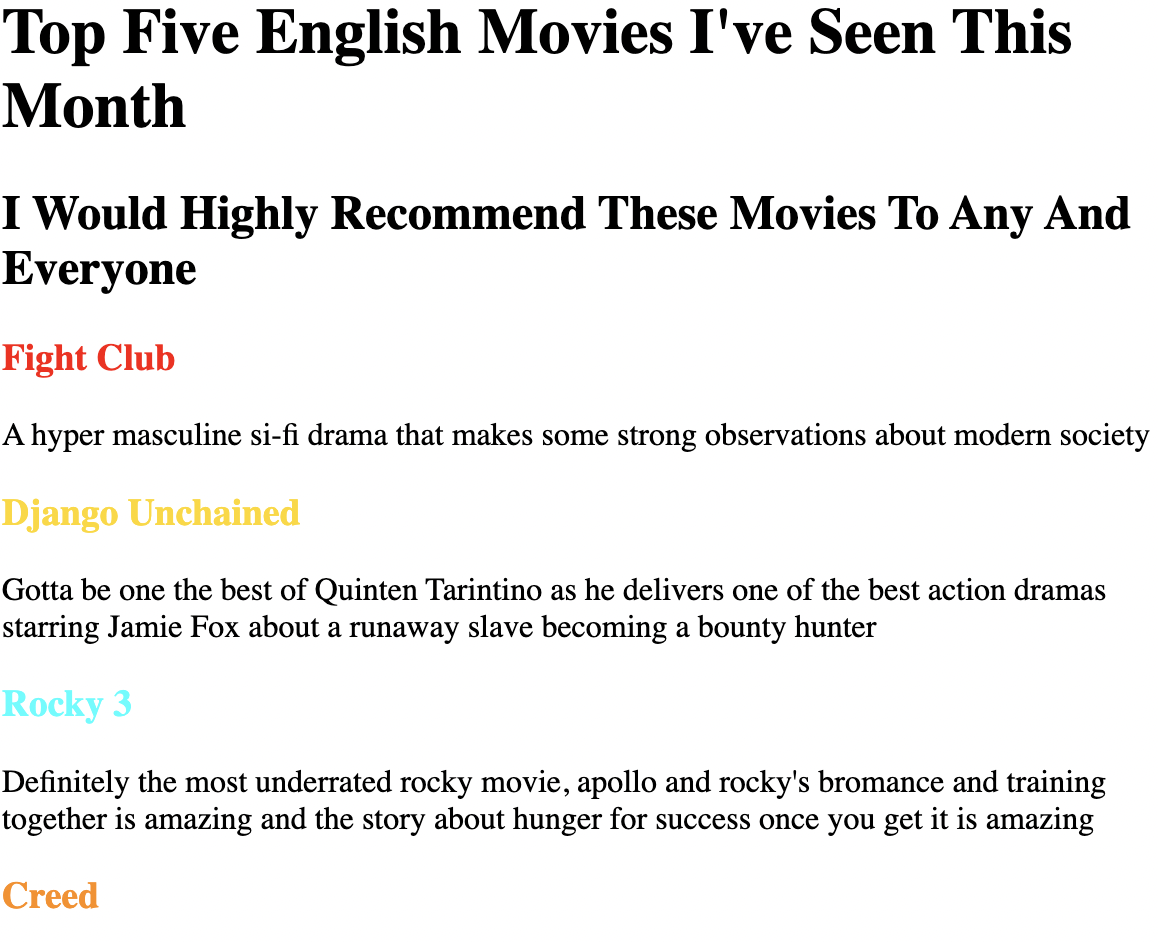 Top Five English Movies I've Seen This
Month
I Would Highly Recommend These Movies To Any And
Everyone
Fight Club
A hyper masculine si-fi drama that makes some strong observations about modern society
Django Unchained
Gotta be one the best of Quinten Tarintino as he delivers one of the best action dramas
starring Jamie Fox about a runaway slave becoming a bounty hunter
Rocky 3
Definitely the most underrated rocky movie, apollo and rocky's bromance and training
together is amazing and the story about hunger for success once you get it is amazing
Creed